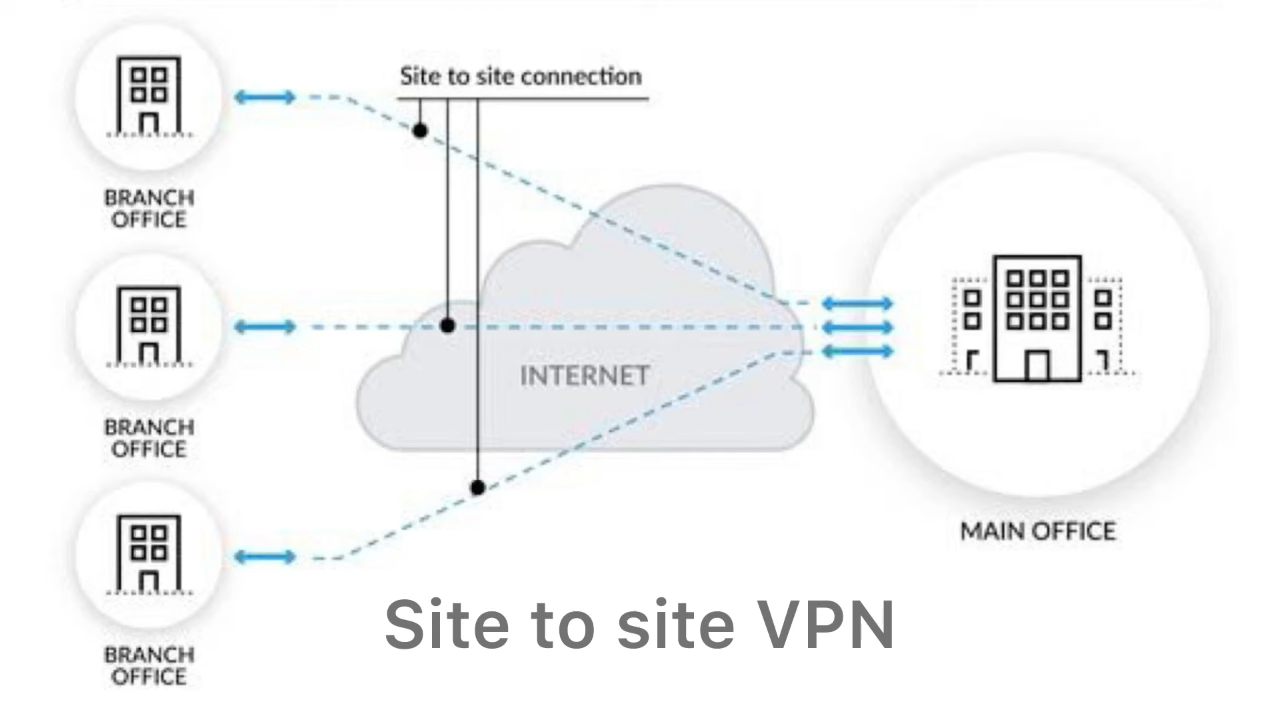 Site to site connection
BRANCH
OFFICE
BRANCH
OFFICE
INTERNET
MAIN OFFICE
BRANCH
OFFICE
Site to site VPN